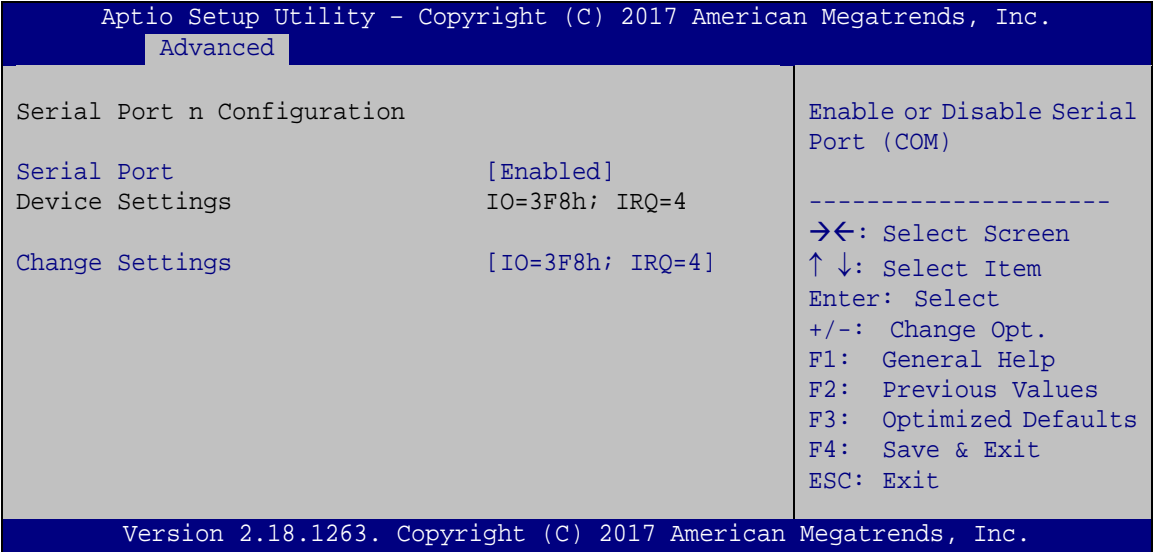 Aptio Setup Utility – Copyright (C) 2017 American Megatrends, Inc.
Advanced
Serial Port n Configuration
Serial Port [Enabled]
Device Settings IO=3F8h; IRQ=4
Change Settings [IO=3F8h; IRQ=4]
Enable or Disable Serial
Port (COM)
---------------------
→←: Select Screen
↑ ↓: Select Item
Enter: Select
+/-: Change Opt.
F1: General Help
F2: Previous Values
F3: Optimized Defaults
F4: Save & Exit
ESC: Exit
Version 2.18.1263. Copyright (C) 2017 American Megatrends, Inc.